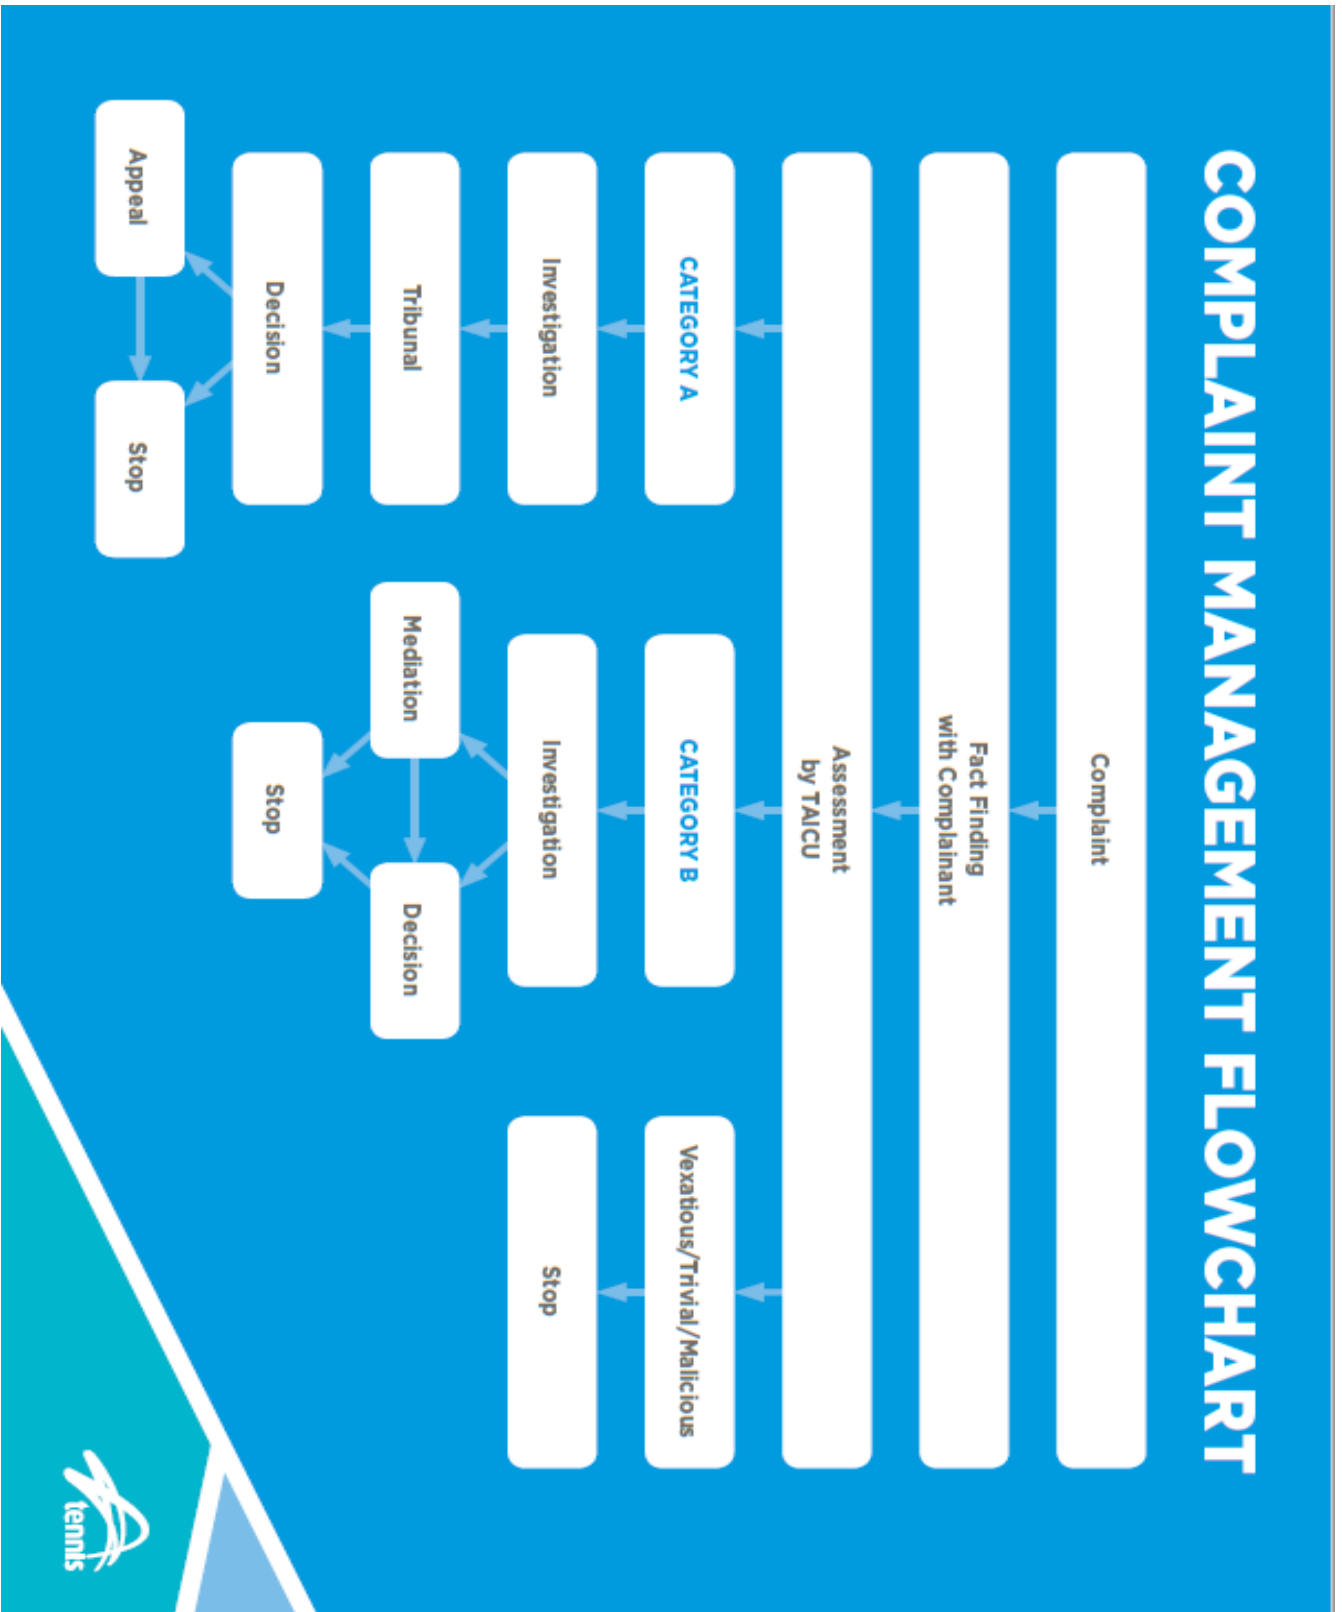 COMPLAINT MANAGEMENT FLOWCHART
Complaint
Fact Finding
with Complainant
Assessment
by TAICU
CATEGORY A
CATEGORY B
Vexatious/Trivial/Malicious
Investigation
Investigation
Stop
Tribunal
Mediation
Decision
Decision
Stop
Appeal
Stop
tennis